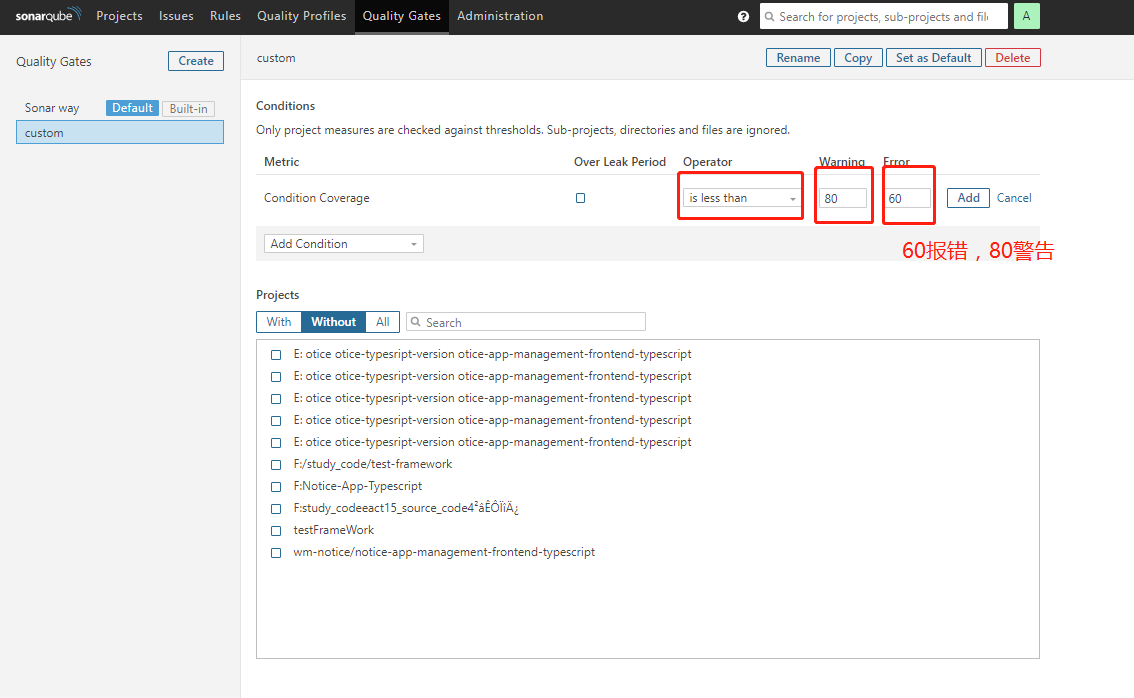 sonarqube Projects Issues Rules Quality Profiles Quality Gates Administration ? Search for projects, sub-projects and file A
Quality Gates Create
Sonar way Default Built-in
custom
custom Rename Copy Set as Default Delete
Conditions
Only project measures are checked against thresholds. Sub-projects, directories and files are ignored.
Metric Over Leak Period Operator Warning Error
Condition Coverage is less than 80 60 Add Cancel
Add Condition
60报错，80警告
Projects
With Without All Search
E: otice otice-typesript-version otice-app-management-frontend-typescript
E: otice otice-typesript-version otice-app-management-frontend-typescript
E: otice otice-typesript-version otice-app-management-frontend-typescript
E: otice otice-typesript-version otice-app-management-frontend-typescript
E: otice otice-typesript-version otice-app-management-frontend-typescript
F:/study_code/test-framework
F:Notice-App-Typescript
F:study_codeeact15_source_code4²âÊÔÏîÄ¿
testFrameWork
wm-notice/notice-app-management-frontend-typescript